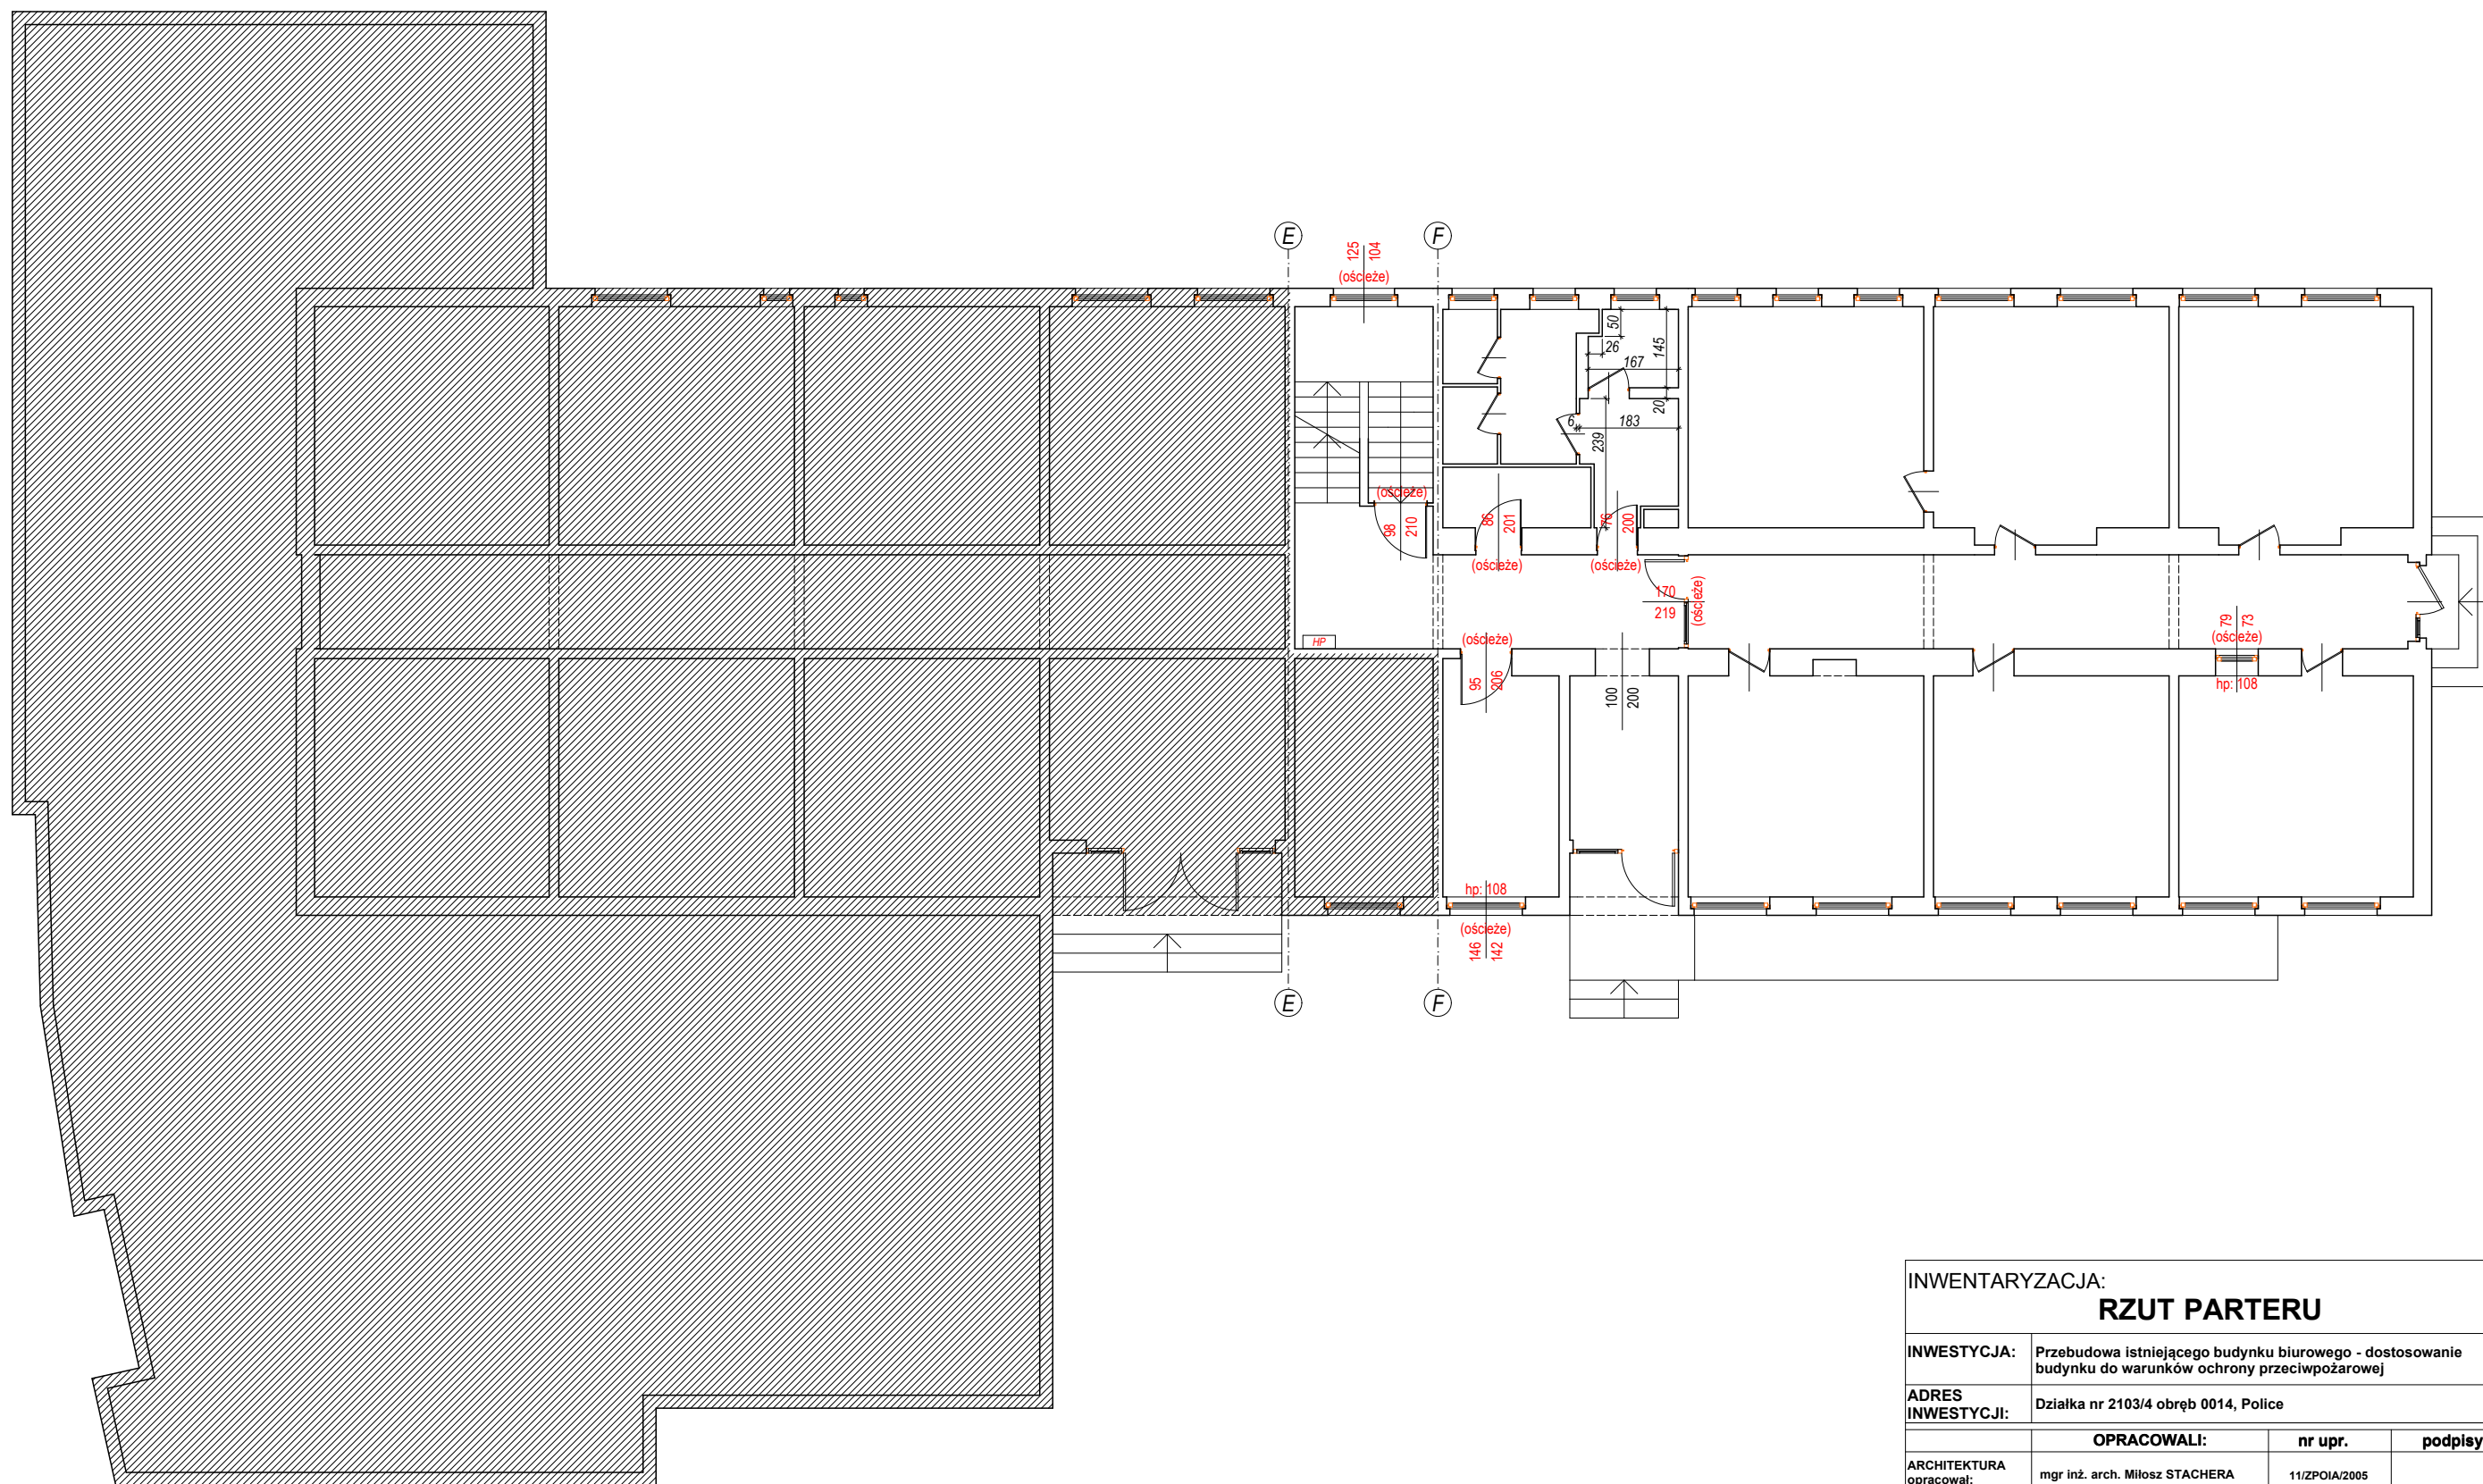 E
F
125
104
(ościeże)
50
26
167
145
20
6
183
239
(ościeże)
98
210
86
201
(ościeże)
76
200
(ościeże)
170
219
(ościeże)
HP
(ościeże)
95
206
100
200
79
73
(ościeże)
hp: 108
hp: 108
(ościeże)
146
142
E
F
INWENTARYZACJA:
RZUT PARTERU
INWESTYCJA:
Przebudowa istniejącego budynku biurowego - dostosowanie
budynku do warunków ochrony przeciwpożarowej
ADRES
INWESTYCJI:
Działka nr 2103/4 obręb 0014, Police
OPRACOWALI:
nr upr.
podpisy
ARCHITEKTURA
opracował:
mgr inż. arch. Miłosz STACHERA
11/ZPOIA/2005